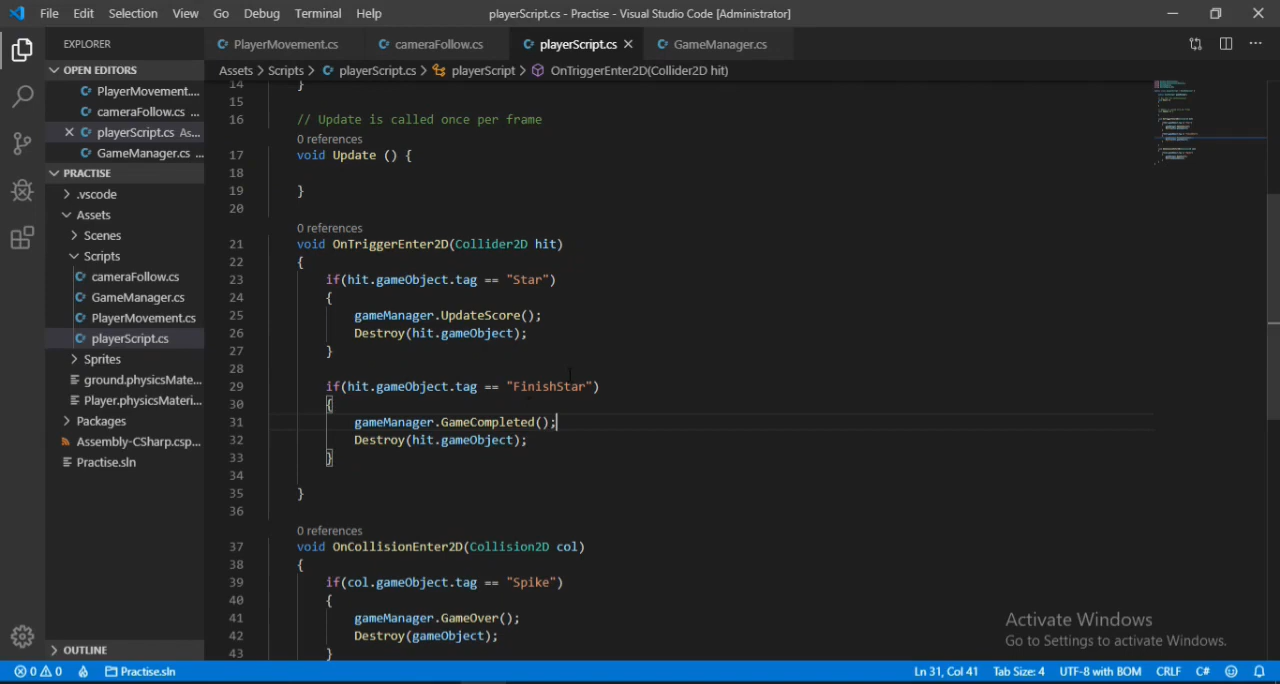 File Edit Selection View Go Debug Terminal Help playerScript.cs - Practise - Visual Studio Code [Administrator]
EXPLORER
OPEN EDITORS
PlayerMovement....
cameraFollow.cs ...
playerScript.cs As...
GameManager.cs ...
PRACTISE
.vscode
Assets
Scenes
Scripts
cameraFollow.cs
GameManager.cs
PlayerMovement.cs
playerScript.cs
Sprites
ground.physicsMate...
Player.physicsMateri...
Packages
Assembly-CSharp.csp...
Practise.sln
OUTLINE
PlayerMovement.cs cameraFollow.cs playerScript.cs GameManager.cs
Assets > Scripts > playerScript.cs > playerScript > OnTriggerEnter2D(Collider2D hit)
14 }
15
16 // Update is called once per frame
0 references
17 void Update () {
18
19 }
20
0 references
21 void OnTriggerEnter2D(Collider2D hit)
22 {
23 if(hit.gameObject.tag == "Star")
24 {
25 gameManager.UpdateScore();
26 Destroy(hit.gameObject);
27 }
28
29 if(hit.gameObject.tag == "FinishStar")
30 {
31 gameManager.GameCompleted();
32 Destroy(hit.gameObject);
33 }
34
35 }
36
0 references
37 void OnCollisionEnter2D(Collision2D col)
38 {
39 if(col.gameObject.tag == "Spike")
40 {
41 gameManager.GameOver();
42 Destroy(gameObject);
43 }
Activate Windows
Go to Settings to activate Windows.
0 0 Practise.sln Ln 31, Col 41 Tab Size: 4 UTF-8 with BOM CRLF C#